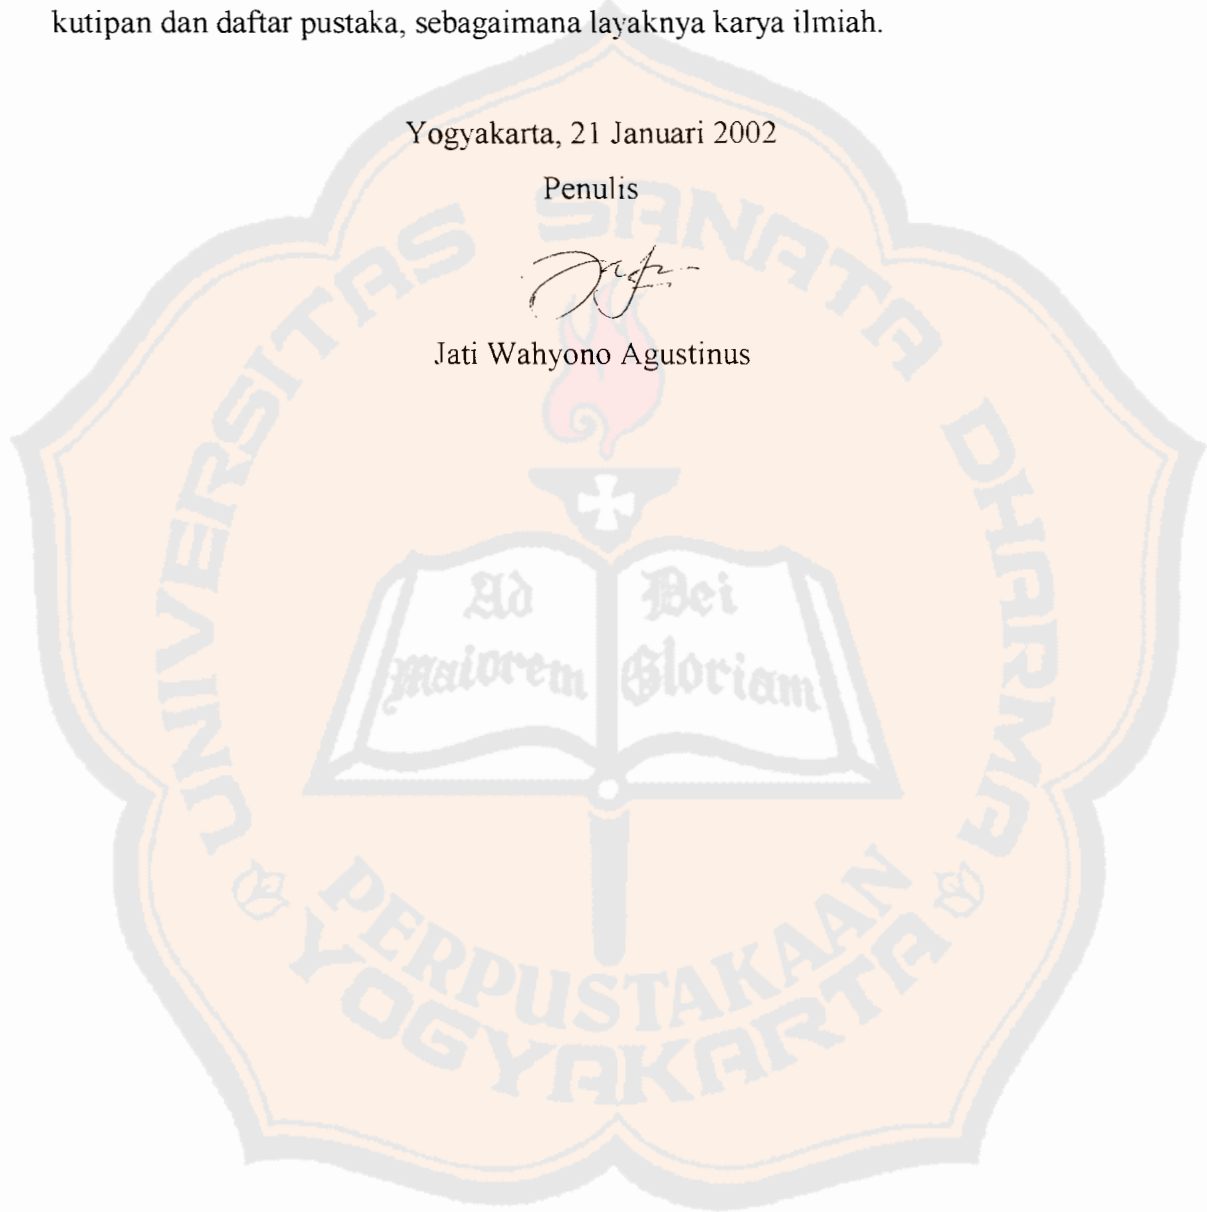 kutipan dan daftar pustaka, sebagaimana layaknya karya ilmiah.
Yogyakarta, 21 Januari 2002
Penulis
Jati Wahyono Agustinus
UNIVERSITAS SANATA DHARMA
Ad
maiorem
Dei
Gloriam
PERPUSTAKAAN
YOGYAKARTA